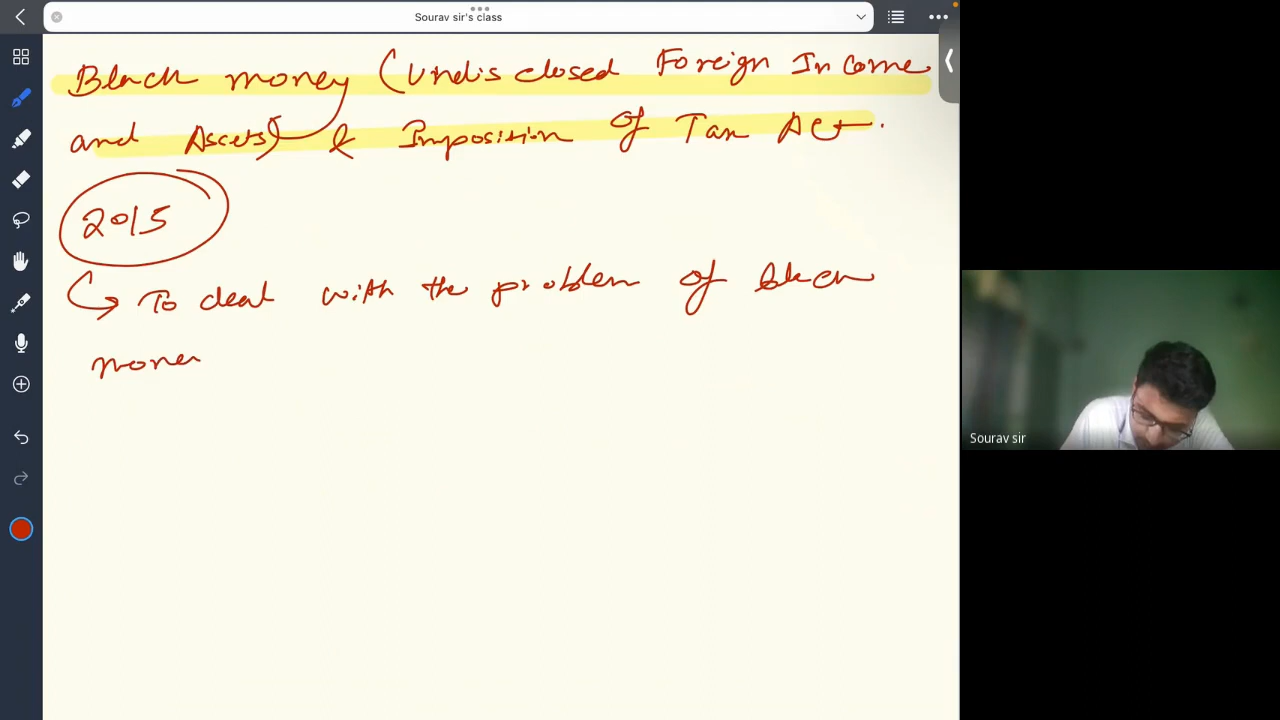 Sourav sir's class
Black money (Undisclosed Foreign Income
and Assets) & Imposition of Tax Act.
2015
To deal with the problem of black
money
Sourav sir